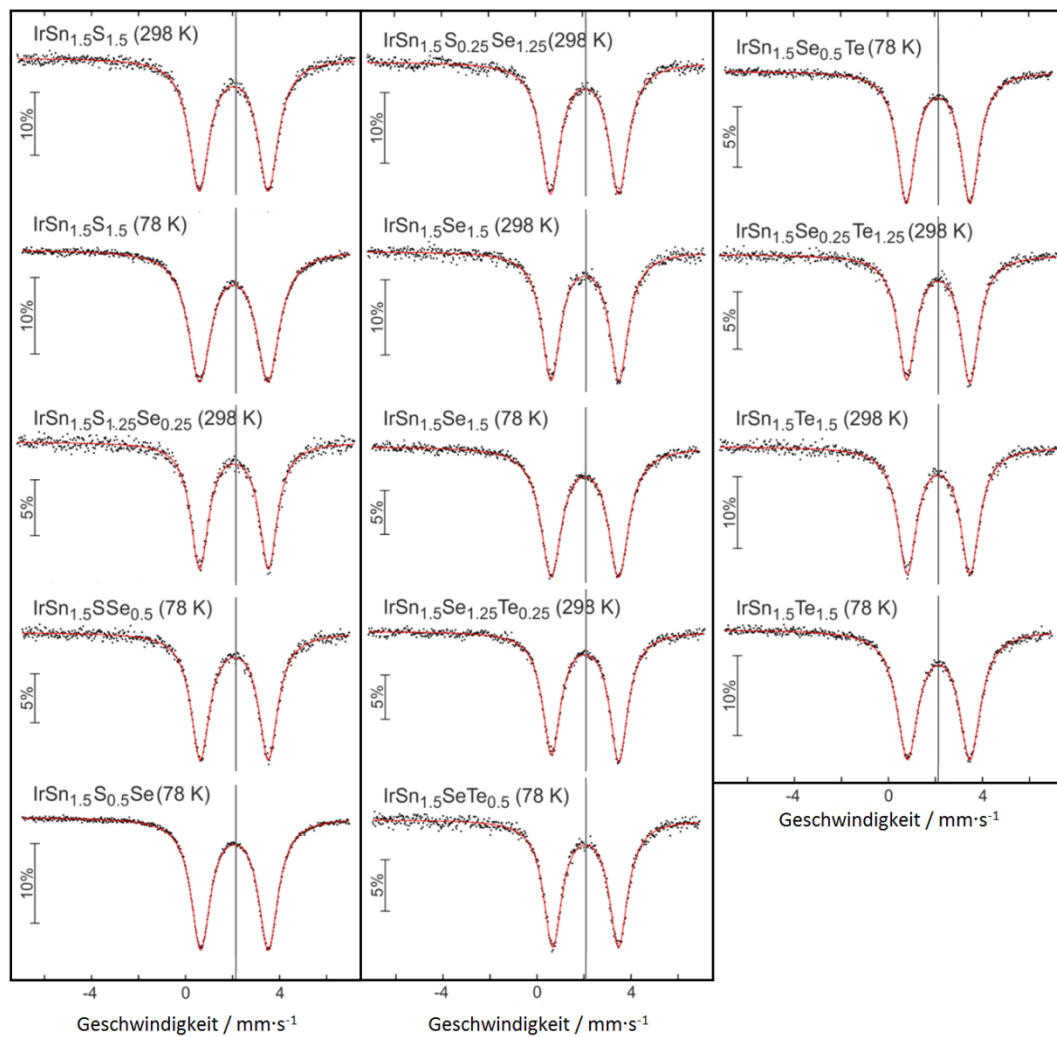 IrSn1.5S1.5 (298 K)
10%
IrSn1.5S1.5 (78 K)
10%
IrSn1.5S1.25Se0.25 (298 K)
5%
IrSn1.5SSe0.5 (78 K)
5%
IrSn1.5S0.5Se(78 K)
10%
-4 0 4
Geschwindigkeit / mm·s-1
IrSn1.5S0.25Se1.25(298 K)
10%
IrSn1.5Se1.5 (298 K)
10%
IrSn1.5Se1.5 (78 K)
5%
IrSn1.5Se1.25Te0.25 (298 K)
5%
IrSn1.5SeTe0.5 (78 K)
5%
-4 0 4
Geschwindigkeit / mm·s-1
IrSn1.5Se0.5Te (78 K)
5%
IrSn1.5Se0.25Te1.25(298 K)
5%
IrSn1.5Te1.5 (298 K)
10%
IrSn1.5Te1.5 (78 K)
10%
-4 0 4
Geschwindigkeit / mm·s-1